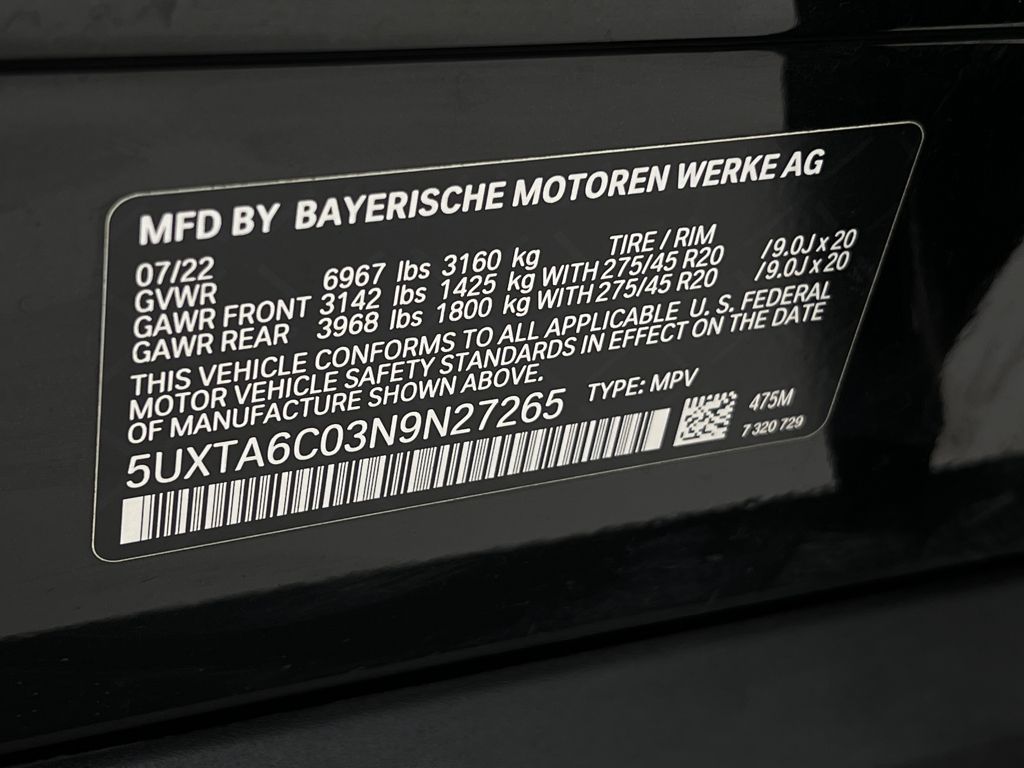 MFD BY BAYERISCHE MOTOREN WERKE AG
07/22 TIRE / RIM
GVWR 6967 lbs 3160 kg
GAWR FRONT 3142 lbs 1425 kg WITH 275/45 R20 /9.0J x 20
GAWR REAR 3968 lbs 1800 kg WITH 275/45 R20 /9.0J x 20
THIS VEHICLE CONFORMS TO ALL APPLICABLE U. S. FEDERAL
MOTOR VEHICLE SAFETY STANDARDS IN EFFECT ON THE DATE
OF MANUFACTURE SHOWN ABOVE.
5UXTA6C03N9N27265 TYPE: MPV
475M
7 320 729